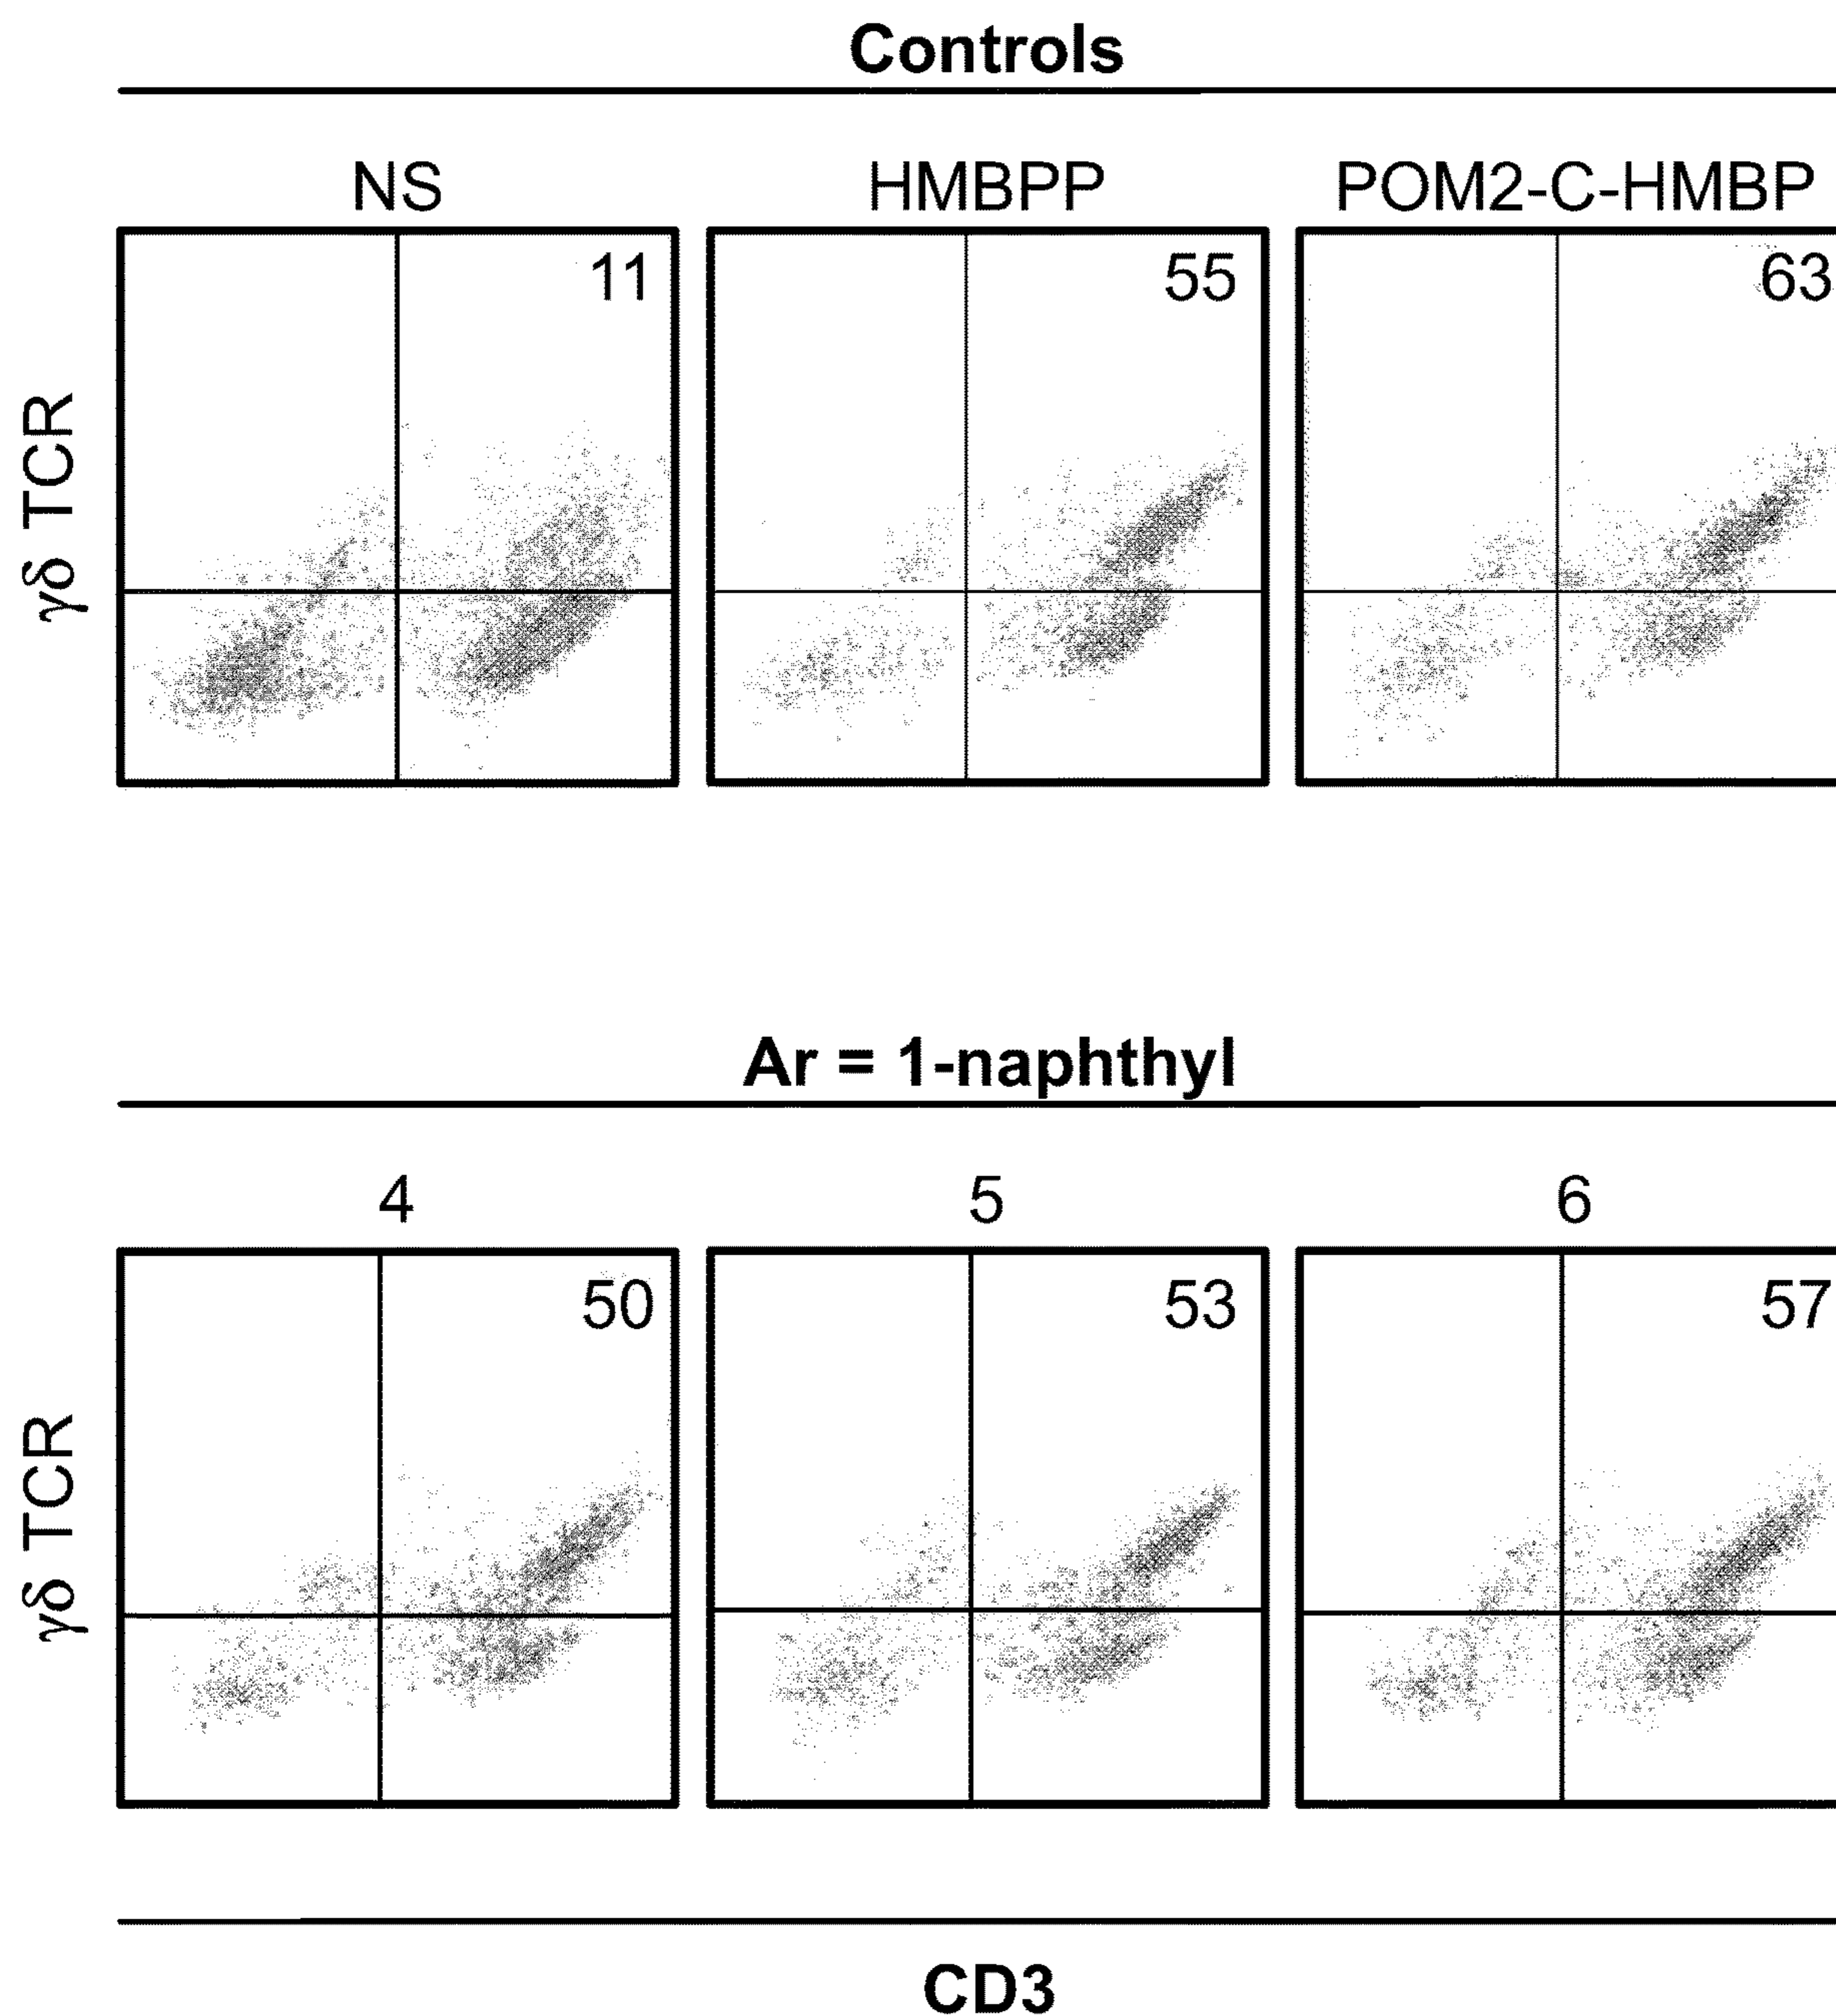 Controls
NS HMBPP POM2-C-HMBP
11 55 63
γδ TCR
Ar = 1-naphthyl
4 5 6
50 53 57
γδ TCR
CD3